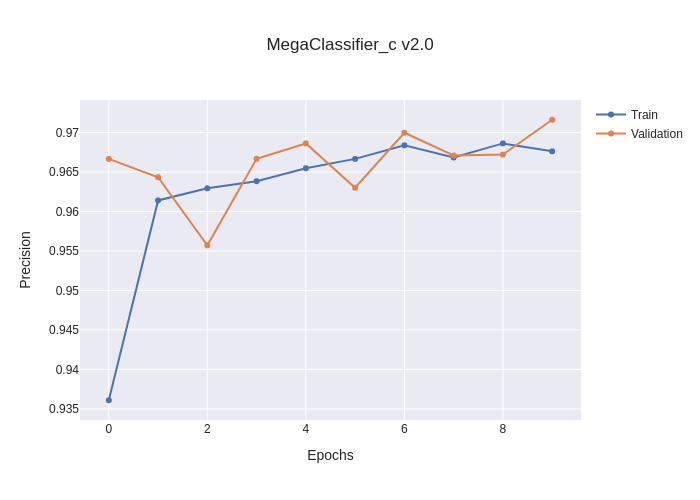 MegaClassifier_c v2.0
Train
Validation
0.97
0.965
0.96
0.955
0.95
0.945
0.94
0.935
Precision
0 2 4 6 8
Epochs